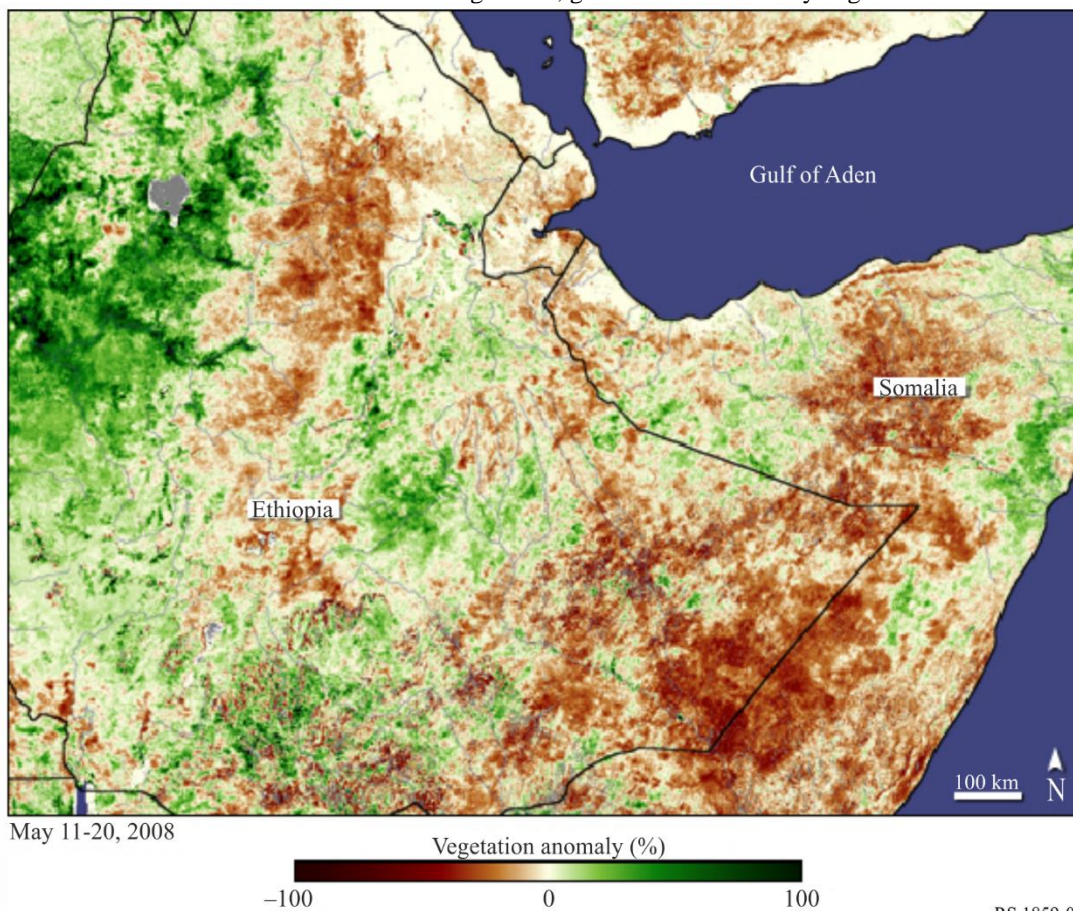 Gulf of Aden
Somalia
Ethiopia
100 km
N
May 11-20, 2008
Vegetation anomaly (%)
−100 0 100